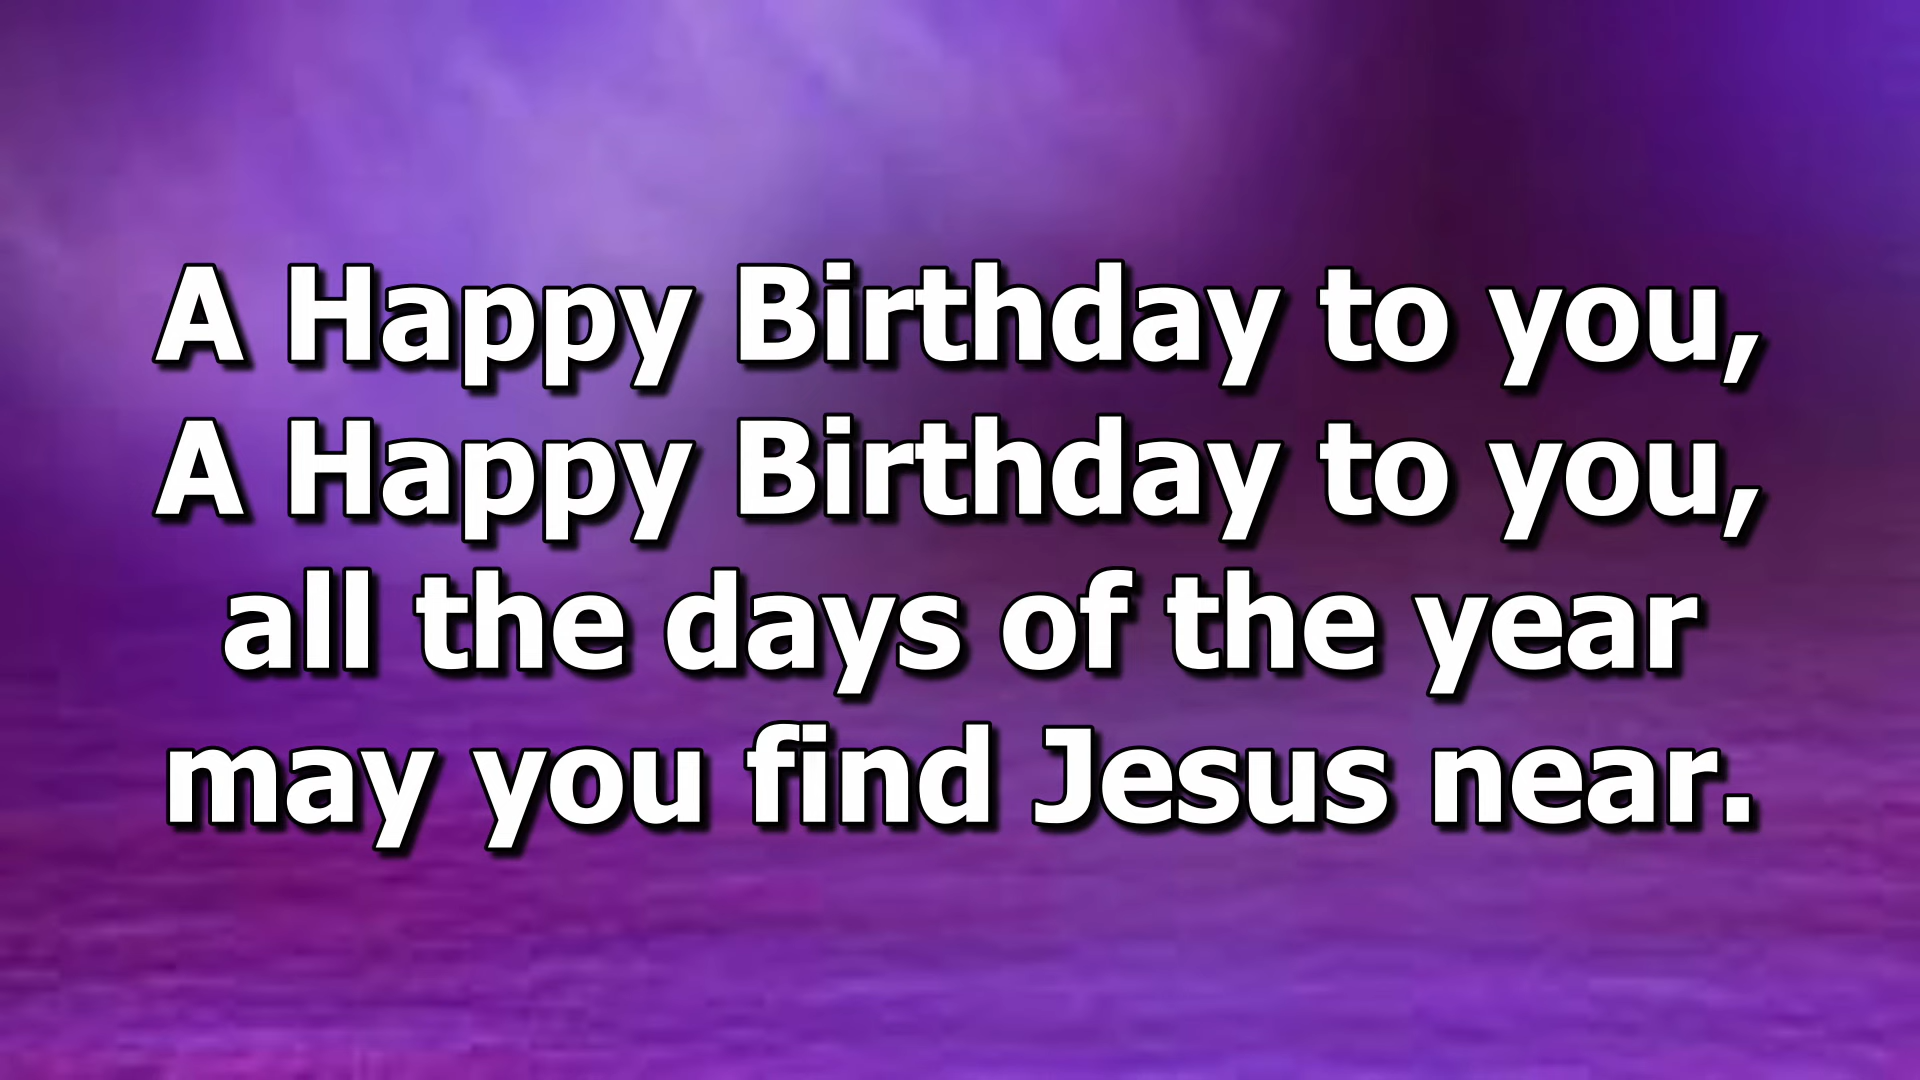 A Happy Birthday to you,
A Happy Birthday to you,
all the days of the year
may you find Jesus near.